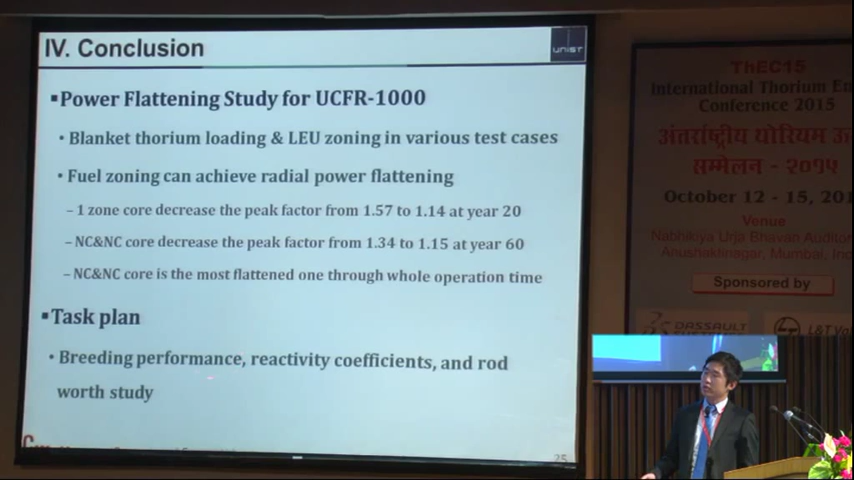 IV. Conclusion
UNIST
▪Power Flattening Study for UCFR-1000
• Blanket thorium loading & LEU zoning in various test cases
• Fuel zoning can achieve radial power flattening
– 1 zone core decrease the peak factor from 1.57 to 1.14 at year 20
– NC&NC core decrease the peak factor from 1.34 to 1.15 at year 60
– NC&NC core is the most flattened one through whole operation time
▪Task plan
• Breeding performance, reactivity coefficients, and rod
worth study
25
ThEC15
International Thorium En
Conference 2015
अंतर्राष्ट्रीय थोरियम
सम्मेलन - २०१५
October 12 - 15, 201
Venue
Nabhikiya Urja Bhavan Auditor
Anushaktinagar, Mumbai, Ind
Sponsored by
DASSAULT
L&T Va